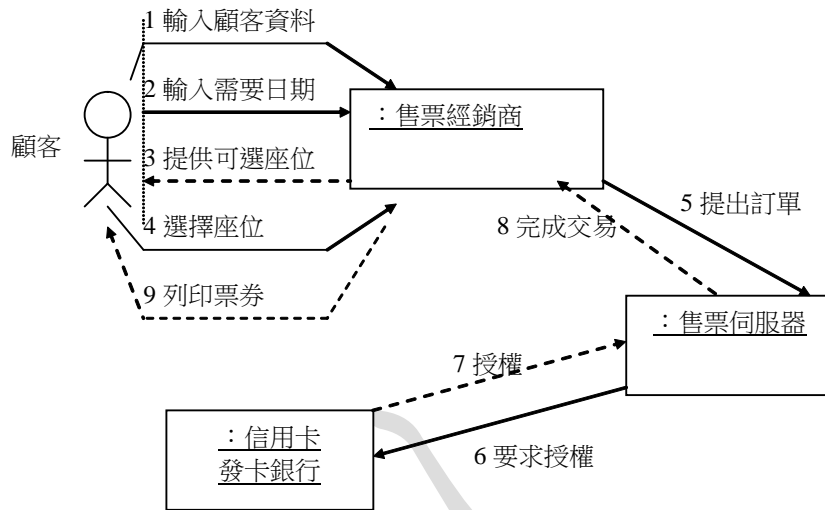 1 輸入顧客資料
2 輸入需要日期
：售票經銷商
顧客
3 提供可選座位
5 提出訂單
4 選擇座位
8 完成交易
9 列印票券
：售票伺服器
7 授權
：信用卡
發卡銀行
6 要求授權